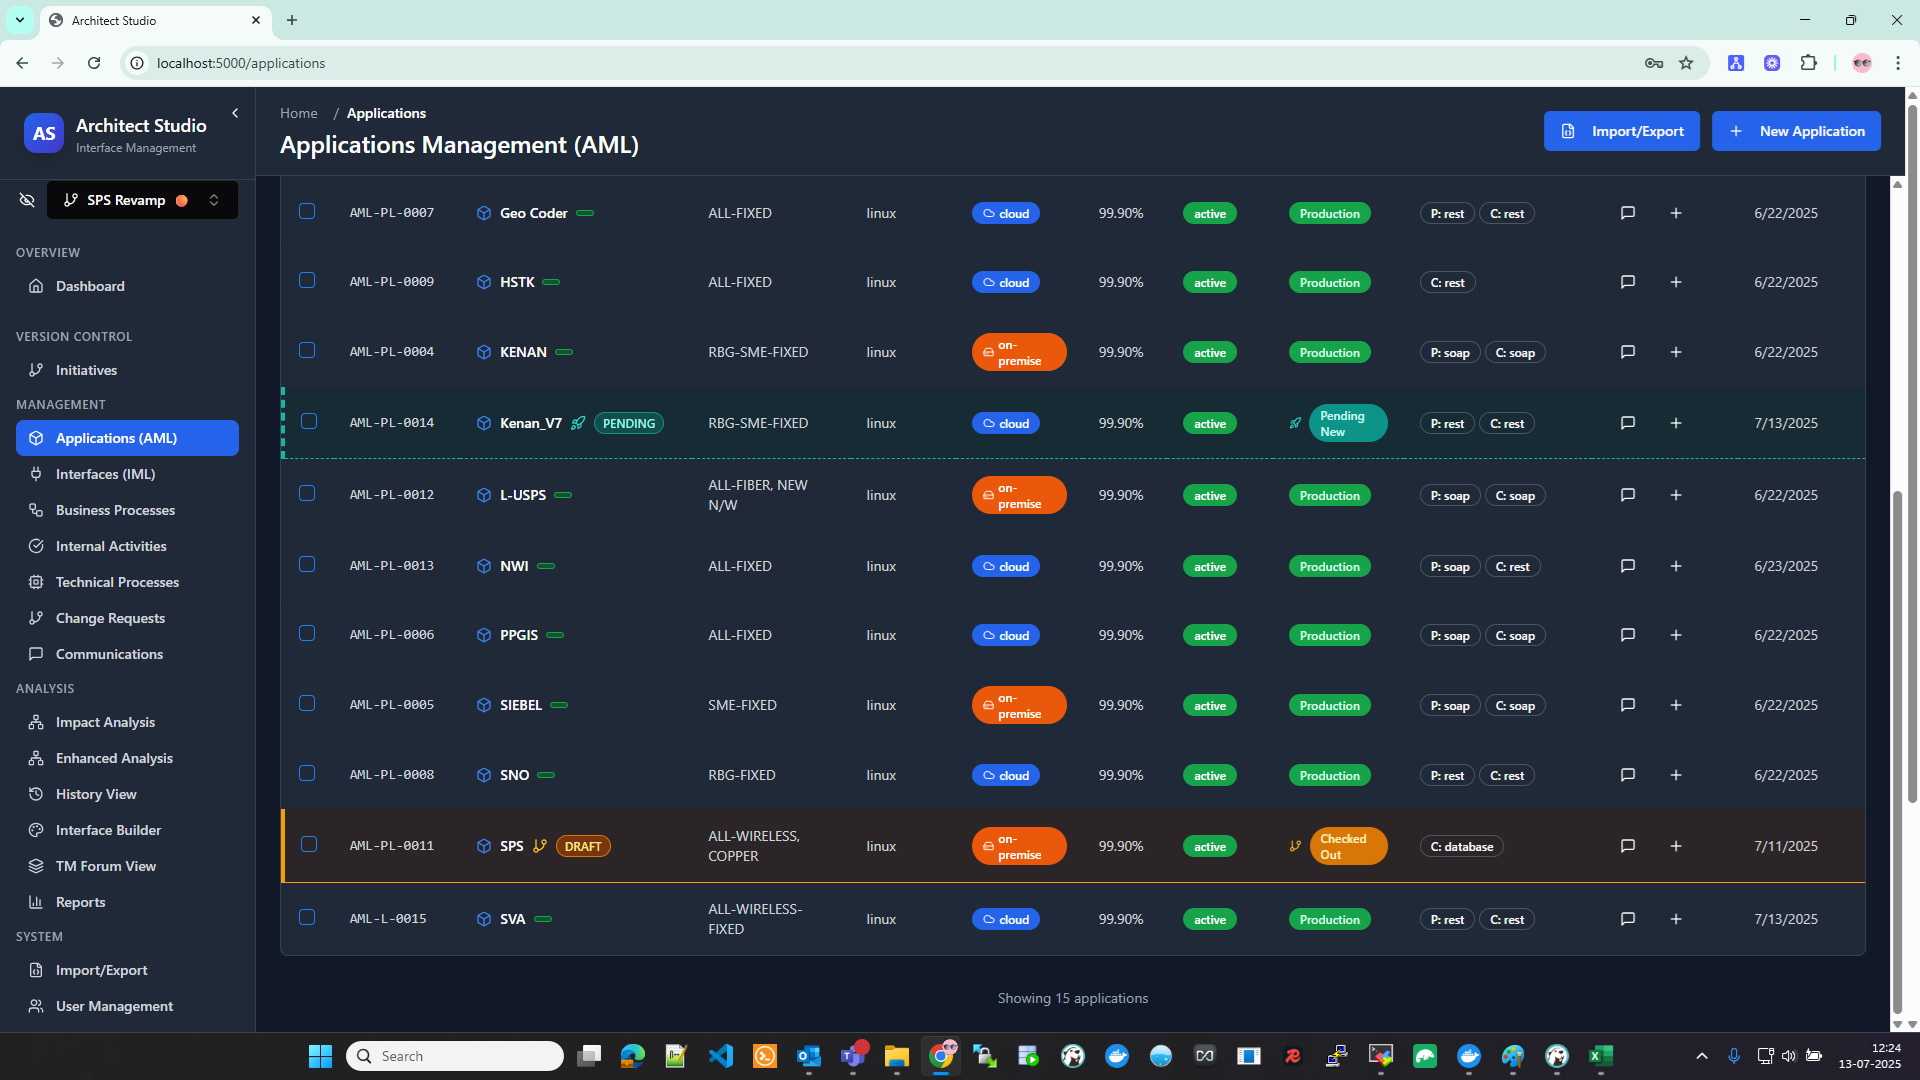 Architect Studio
localhost:5000/applications
AS
Architect Studio
Interface Management
SPS Revamp
OVERVIEW
Dashboard
VERSION CONTROL
Initiatives
MANAGEMENT
Applications (AML)
Interfaces (IML)
Business Processes
Internal Activities
Technical Processes
Change Requests
Communications
ANALYSIS
Impact Analysis
Enhanced Analysis
History View
Interface Builder
TM Forum View
Reports
SYSTEM
Import/Export
User Management
Home / Applications
Applications Management (AML)
Import/Export
New Application
AML-PL-0007 Geo Coder ALL-FIXED linux cloud 99.90% active Production P: rest C: rest 6/22/2025
AML-PL-0009 HSTK ALL-FIXED linux cloud 99.90% active Production C: rest 6/22/2025
AML-PL-0004 KENAN RBG-SME-FIXED linux on-premise 99.90% active Production P: soap C: soap 6/22/2025
AML-PL-0014 Kenan_V7 PENDING RBG-SME-FIXED linux cloud 99.90% active Pending New P: rest C: rest 7/13/2025
AML-PL-0012 L-USPS ALL-FIBER, NEW N/W linux on-premise 99.90% active Production P: soap C: soap 6/22/2025
AML-PL-0013 NWI ALL-FIXED linux cloud 99.90% active Production P: soap C: rest 6/23/2025
AML-PL-0006 PPGIS ALL-FIXED linux cloud 99.90% active Production P: soap C: soap 6/22/2025
AML-PL-0005 SIEBEL SME-FIXED linux on-premise 99.90% active Production P: soap C: soap 6/22/2025
AML-PL-0008 SNO RBG-FIXED linux cloud 99.90% active Production P: rest C: rest 6/22/2025
AML-PL-0011 SPS DRAFT ALL-WIRELESS, COPPER linux on-premise 99.90% active Checked Out C: database 7/11/2025
AML-L-0015 SVA ALL-WIRELESS-FIXED linux cloud 99.90% active Production P: rest C: rest 7/13/2025
Showing 15 applications
Search
12:24
13-07-2025